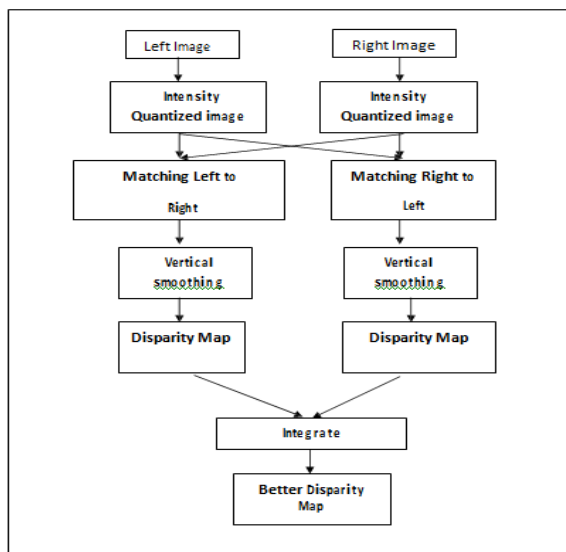 Left Image
Right Image
Intensity
Quantized image
Intensity
Quantized image
Matching Left to
Right
Matching Right to
Left
Vertical
smoothing
Vertical
smoothing
Disparity Map
Disparity Map
Integrate
Better Disparity
Map